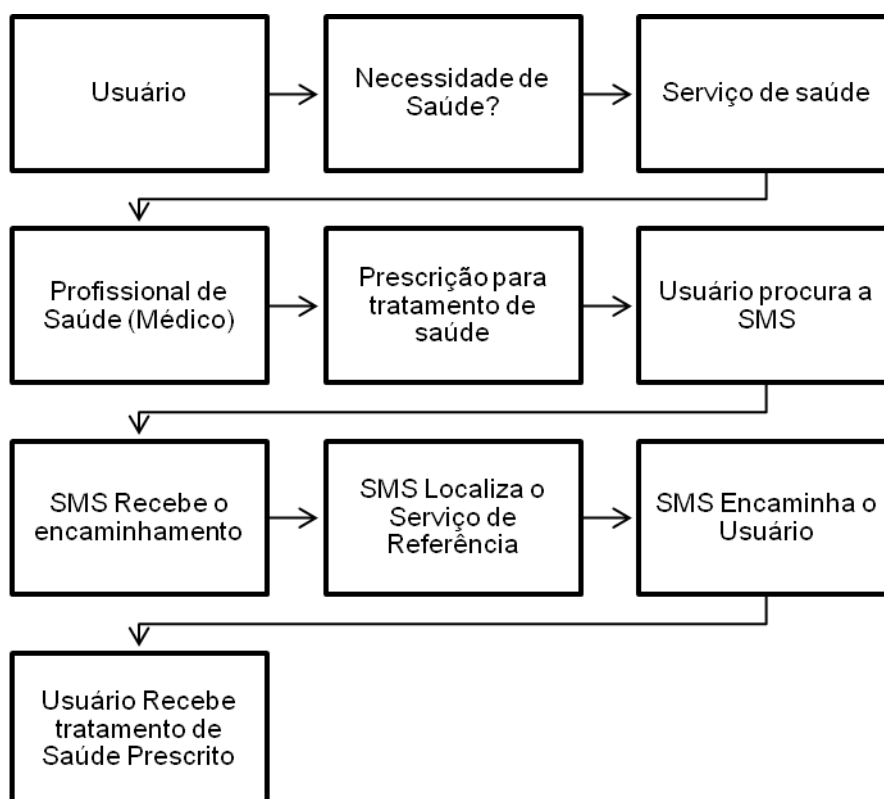 Usuário
Necessidade de
Saúde?
Serviço de saúde
Profissional de
Saúde (Médico)
Prescrição para
tratamento de
saúde
Usuário procura a
SMS
SMS Recebe o
encaminhamento
SMS Localiza o
Serviço de
Referência
SMS Encaminha o
Usuário
Usuário Recebe
tratamento de
Saúde Prescrito